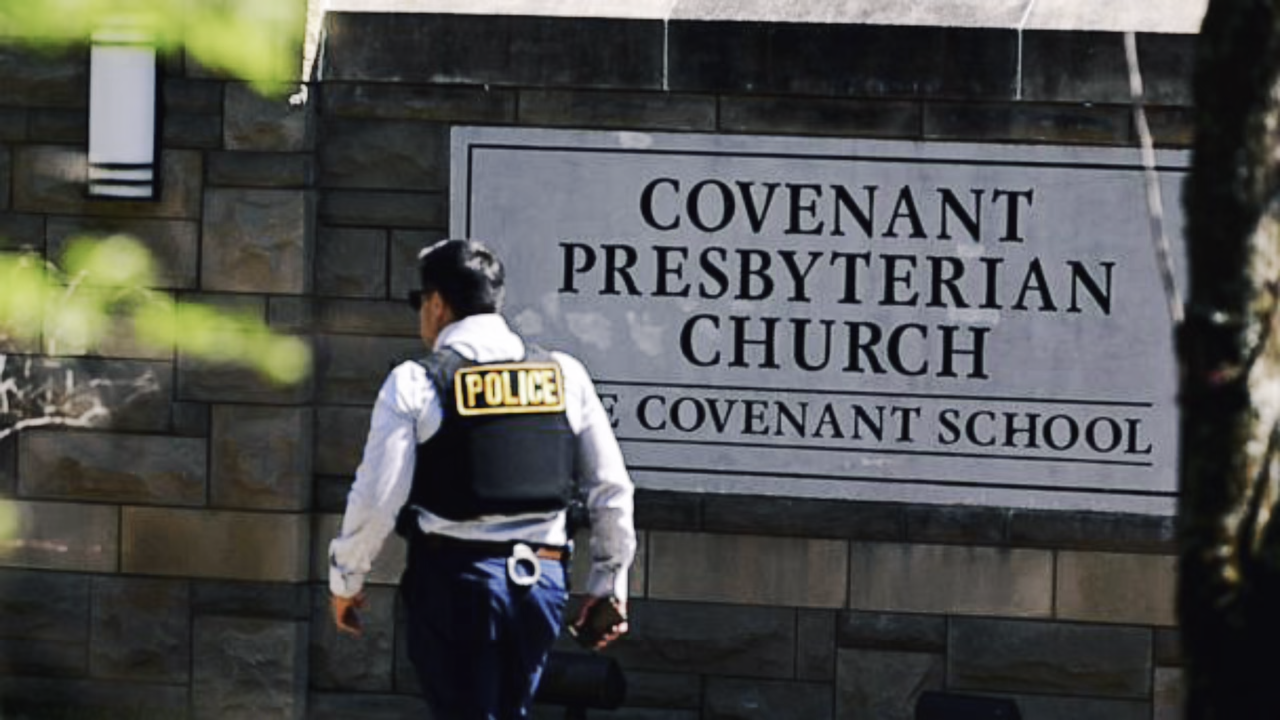 COVENANT
PRESBYTERIAN
CHURCH
COVENANT SCHOOL
POLICE